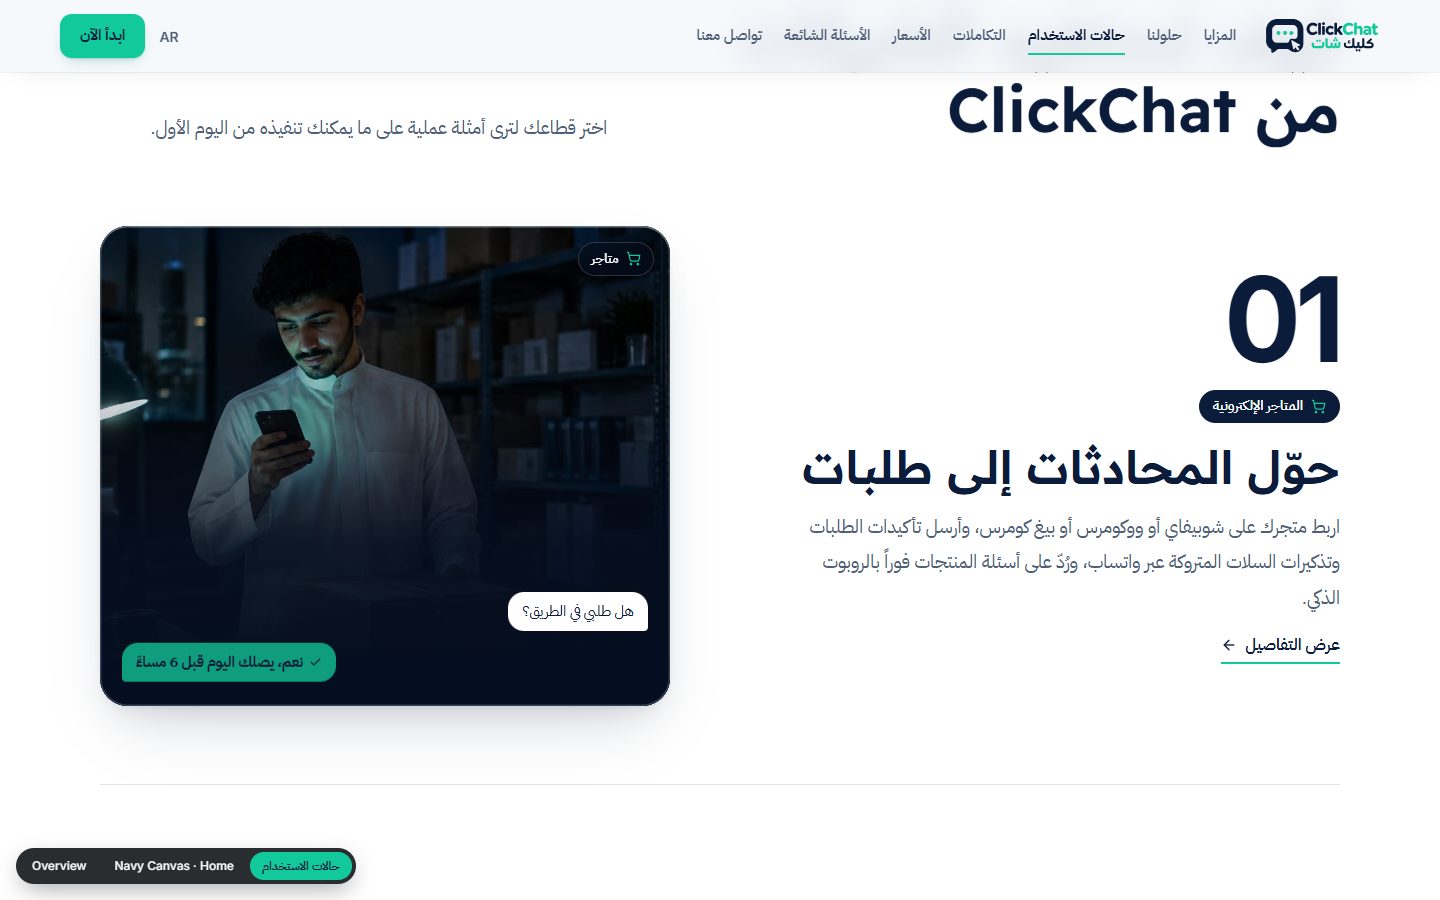 ClickChat
كليك شات
المزايا
حلولنا
حالات الاستخدام
التكاملات
الأسعار
الأسئلة الشائعة
تواصل معنا
AR
ابدأ الآن
من ClickChat
اختر قطاعك لترى أمثلة عملية على ما يمكنك تنفيذه من اليوم الأول.
01
المتاجر الإلكترونية
حوّل المحادثات إلى طلبات
اربط متجرك على شوبيفاي أو ووكومرس أو بيغ كومرس، وأرسل تأكيدات الطلبات
وتذكيرات السلات المتروكة عبر واتساب، ورُدّ على أسئلة المنتجات فوراً بالروبوت
الذكي.
عرض التفاصيل
متاجر
هل طلبي في الطريق؟
نعم، يصلك اليوم قبل 6 مساءً
Overview
Navy Canvas · Home
حالات الاستخدام